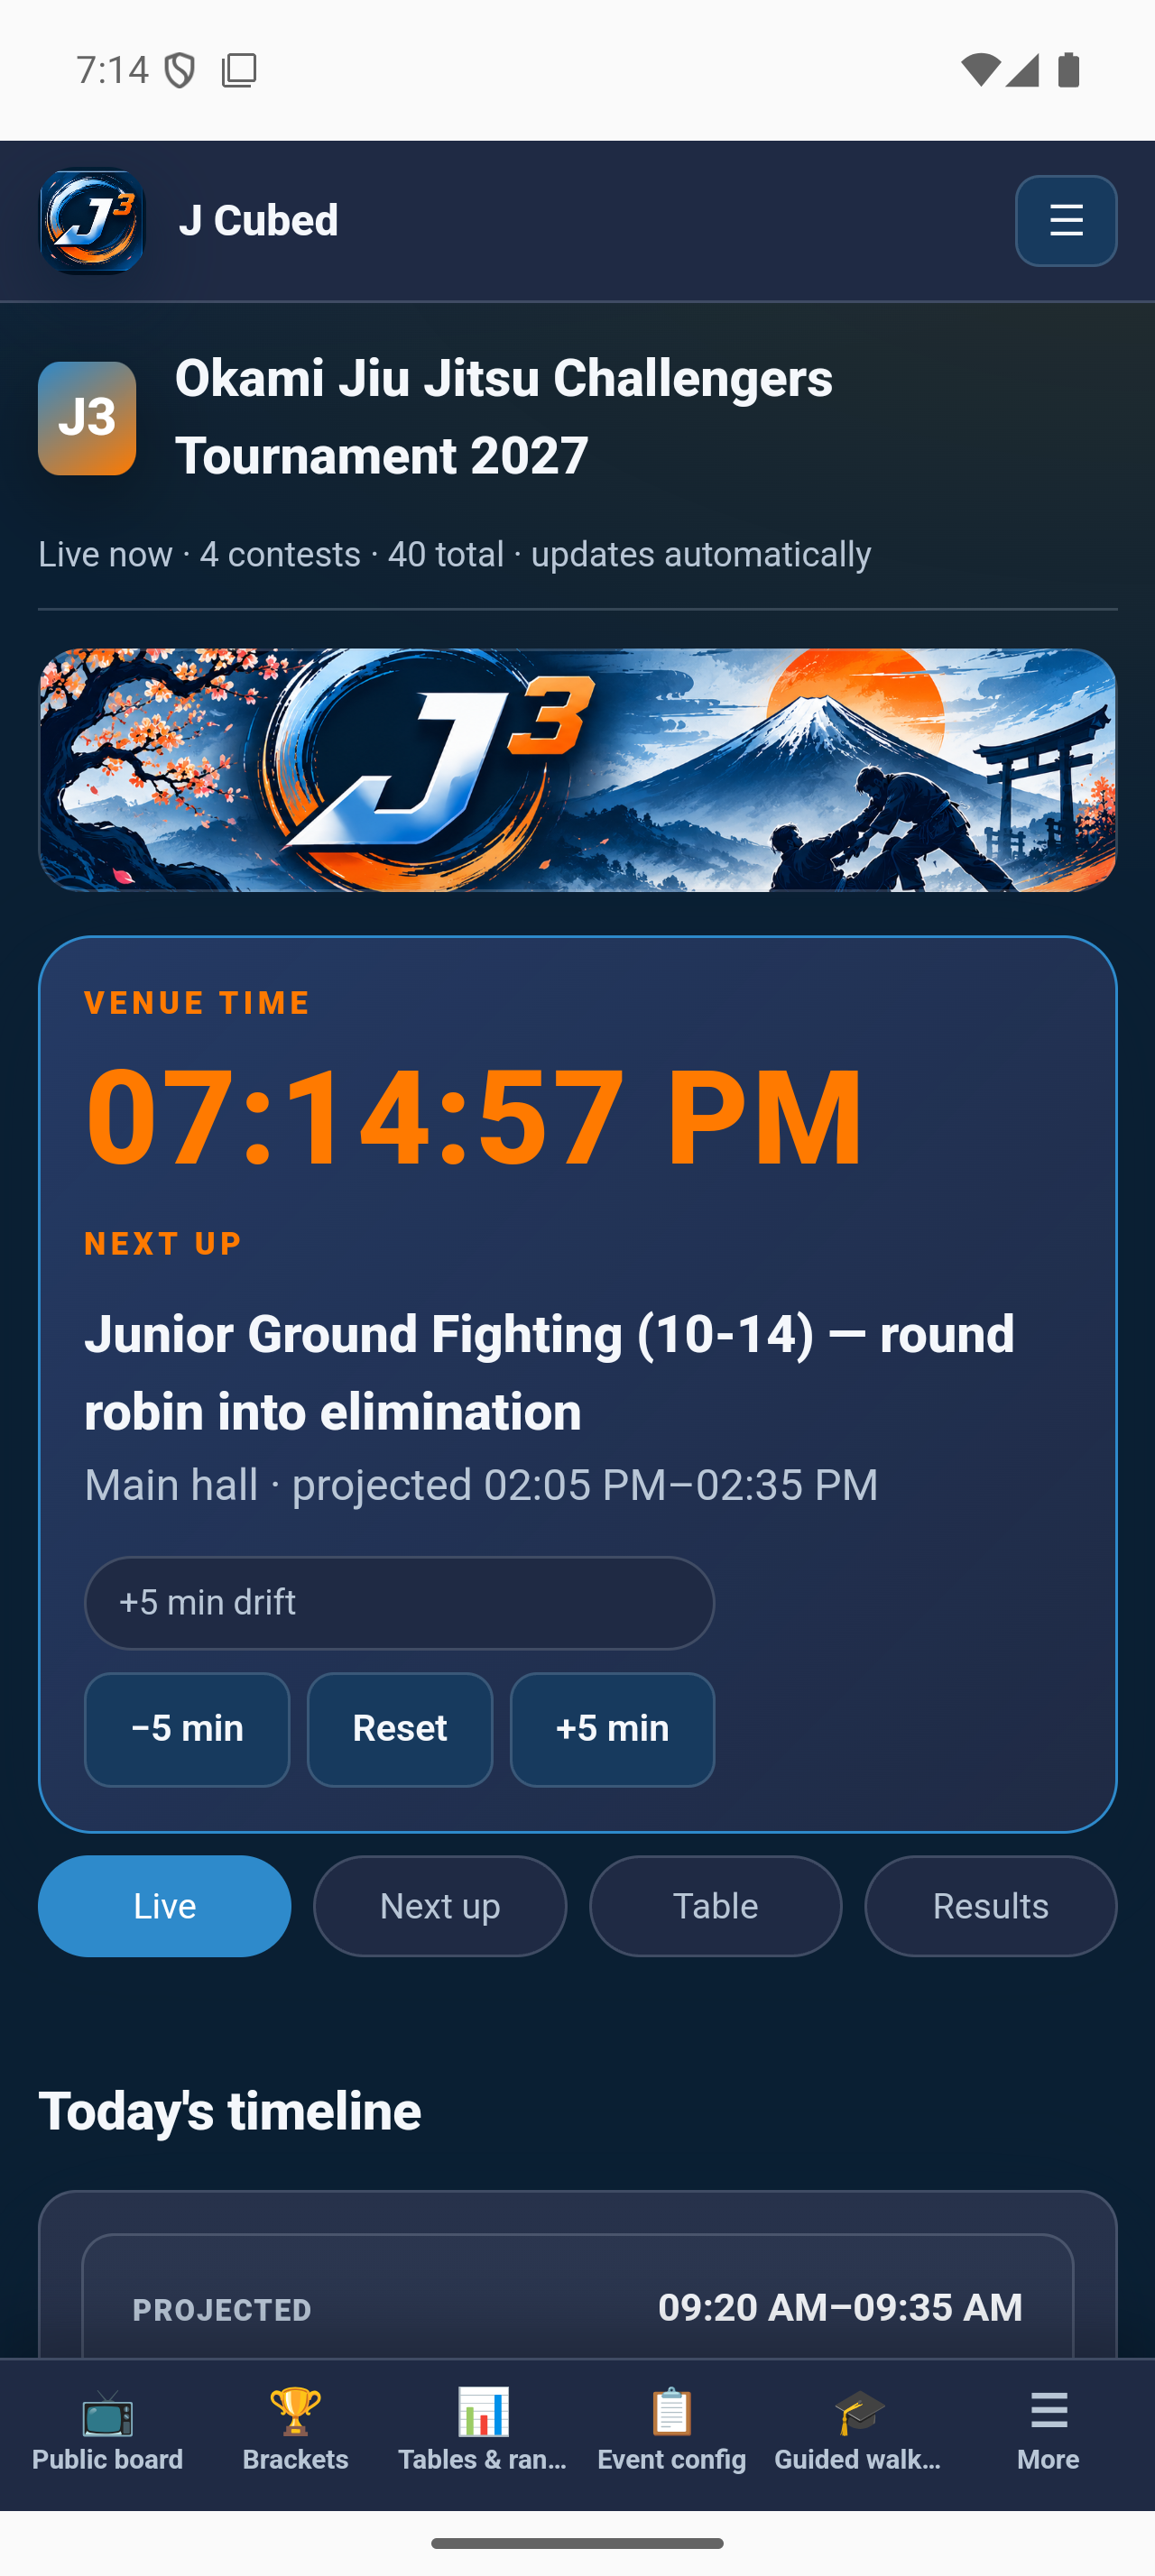 7:14
J3
J Cubed
☰
J3
Okami Jiu Jitsu Challengers
Tournament 2027
Live now · 4 contests · 40 total · updates automatically
J3
VENUE TIME
07:14:57 PM
NEXT UP
Junior Ground Fighting (10-14) — round
robin into elimination
Main hall · projected 02:05 PM–02:35 PM
+5 min drift
−5 min
Reset
+5 min
Live
Next up
Table
Results
Today's timeline
PROJECTED
09:20 AM–09:35 AM
Public board
Brackets
Tables & ran…
Event config
Guided walk…
More